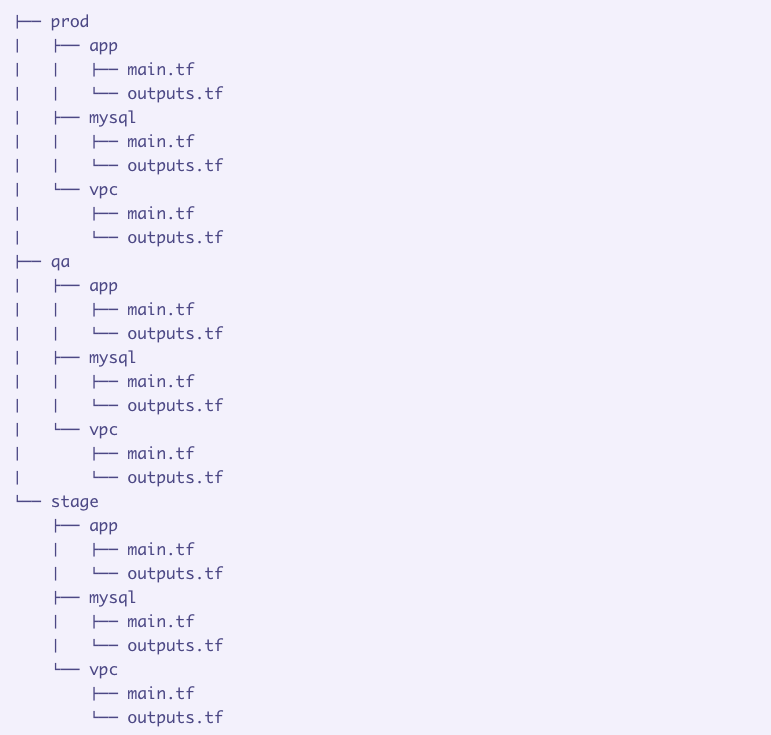 ├── prod
│   ├── app
│   │   ├── main.tf
│   │   └── outputs.tf
│   ├── mysql
│   │   ├── main.tf
│   │   └── outputs.tf
│   └── vpc
│       ├── main.tf
│       └── outputs.tf
├── qa
│   ├── app
│   │   ├── main.tf
│   │   └── outputs.tf
│   ├── mysql
│   │   ├── main.tf
│   │   └── outputs.tf
│   └── vpc
│       ├── main.tf
│       └── outputs.tf
└── stage
    ├── app
    │   ├── main.tf
    │   └── outputs.tf
    ├── mysql
    │   ├── main.tf
    │   └── outputs.tf
    └── vpc
        ├── main.tf
        └── outputs.tf